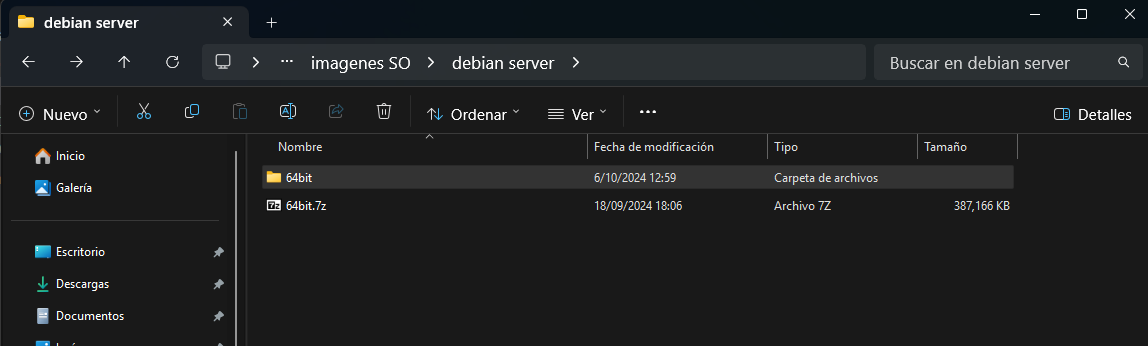 debian server
imagenes SO > debian server >
Buscar en debian server
Nuevo Ordenar Ver ... Detalles
Nombre Fecha de modificación Tipo Tamaño
Inicio
Galería
Escritorio
Descargas
Documentos
64bit 6/10/2024 12:59 Carpeta de archivos
64bit.7z 18/09/2024 18:06 Archivo 7Z 387,166 KB